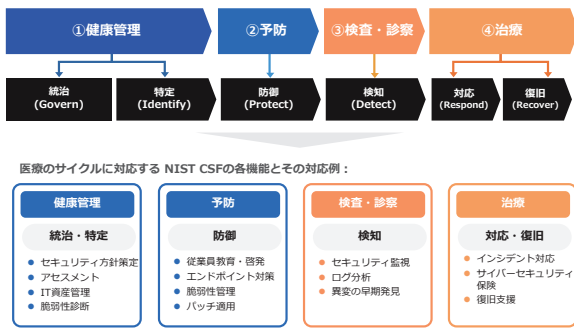 ①健康管理
②予防
③検査・診察
④治療
統治
(Govern)
特定
(Identify)
防御
(Protect)
検知
(Detect)
対応
(Respond)
復旧
(Recover)
医療のサイクルに対応する NIST CSFの各機能とその対応例：
健康管理
統治・特定
● セキュリティ方針策定
● アセスメント
● IT資産管理
● 脆弱性診断
予防
防御
● 従業員教育・啓発
● エンドポイント対策
● 脆弱性管理
● パッチ適用
検査・診察
検知
● セキュリティ監視
● ログ分析
● 異変の早期発見
治療
対応・復旧
● インシデント対応
● サイバーセキュリティ
保険
● 復旧支援